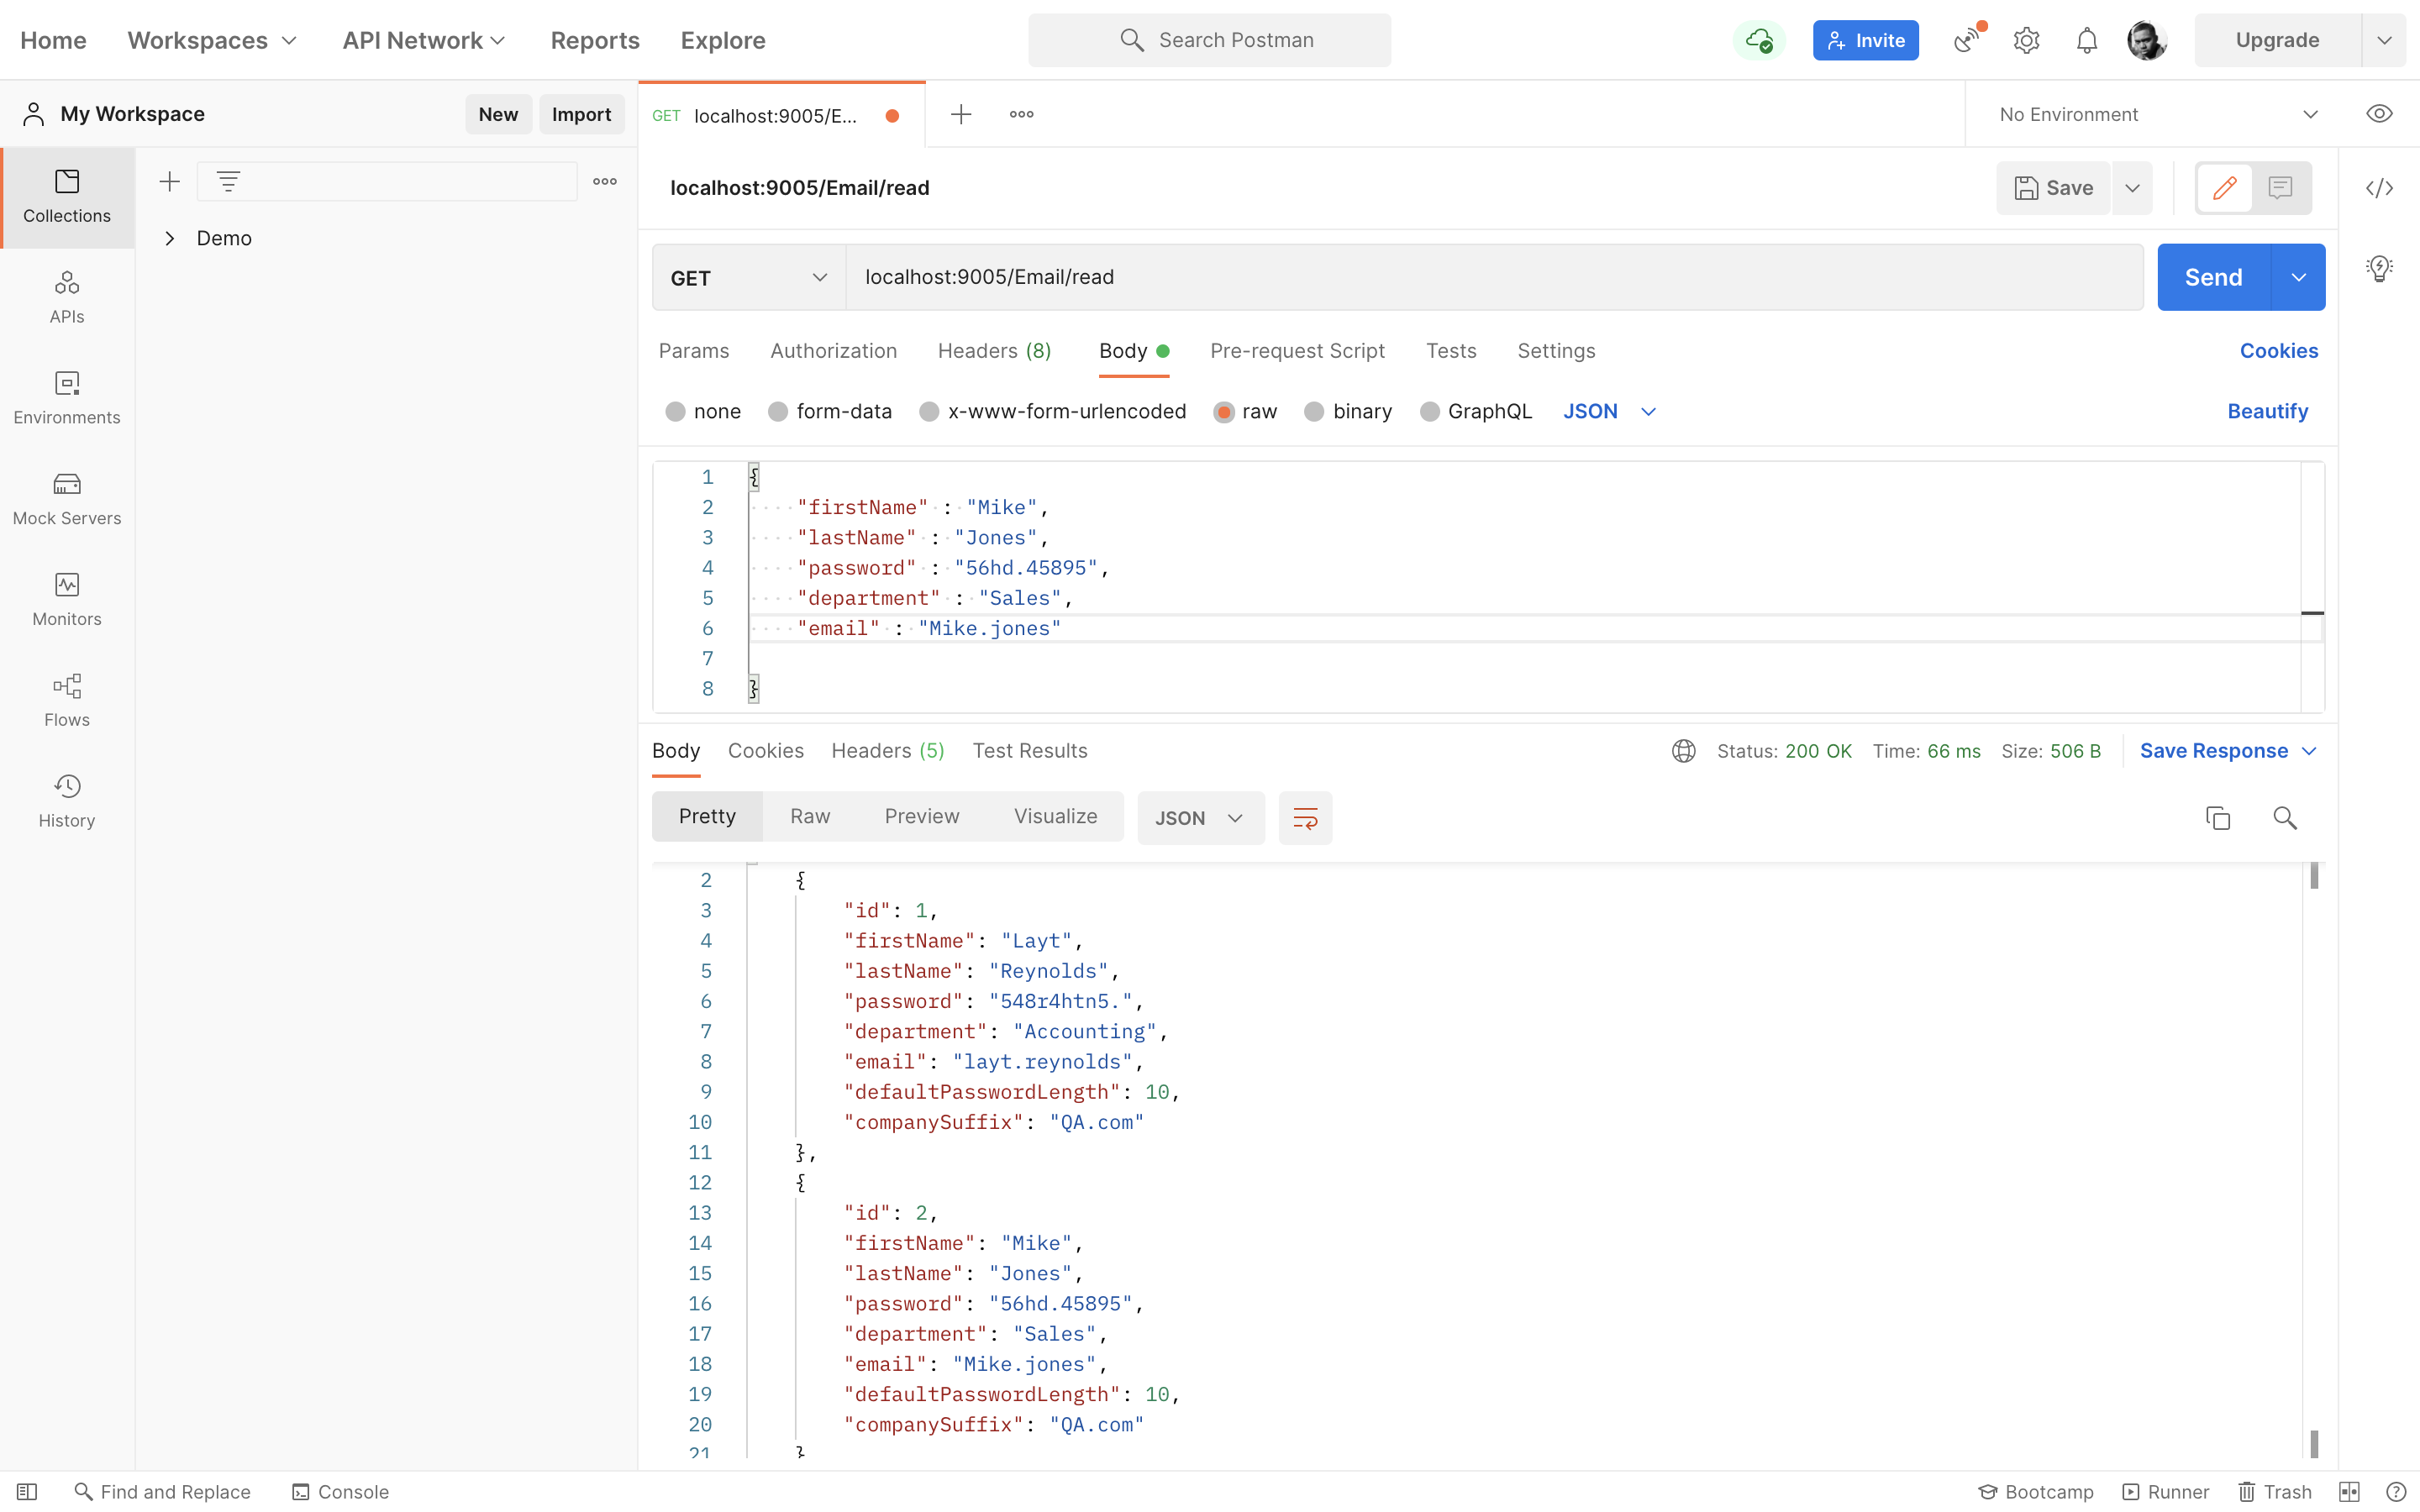 Home Workspaces API Network Reports Explore Search Postman Invite Upgrade
My Workspace New Import GET localhost:9005/E... No Environment
Collections
APIs
Environments
Mock Servers
Monitors
Flows
History
Demo
localhost:9005/Email/read Save
GET localhost:9005/Email/read Send
Params Authorization Headers (8) Body Pre-request Script Tests Settings Cookies
none form-data x-www-form-urlencoded raw binary GraphQL JSON Beautify
1 {
2 "firstName" : "Mike",
3 "lastName" : "Jones",
4 "password" : "56hd.45895",
5 "department" : "Sales",
6 "email" : "Mike.jones"
7
8 }
Body Cookies Headers (5) Test Results Status: 200 OK Time: 66 ms Size: 506 B Save Response
Pretty Raw Preview Visualize JSON
2 {
3 "id": 1,
4 "firstName": "Layt",
5 "lastName": "Reynolds",
6 "password": "548r4htn5.",
7 "department": "Accounting",
8 "email": "layt.reynolds",
9 "defaultPasswordLength": 10,
10 "companySuffix": "QA.com"
11 },
12 {
13 "id": 2,
14 "firstName": "Mike",
15 "lastName": "Jones",
16 "password": "56hd.45895",
17 "department": "Sales",
18 "email": "Mike.jones",
19 "defaultPasswordLength": 10,
20 "companySuffix": "QA.com"
21 }
Find and Replace Console Bootcamp Runner Trash